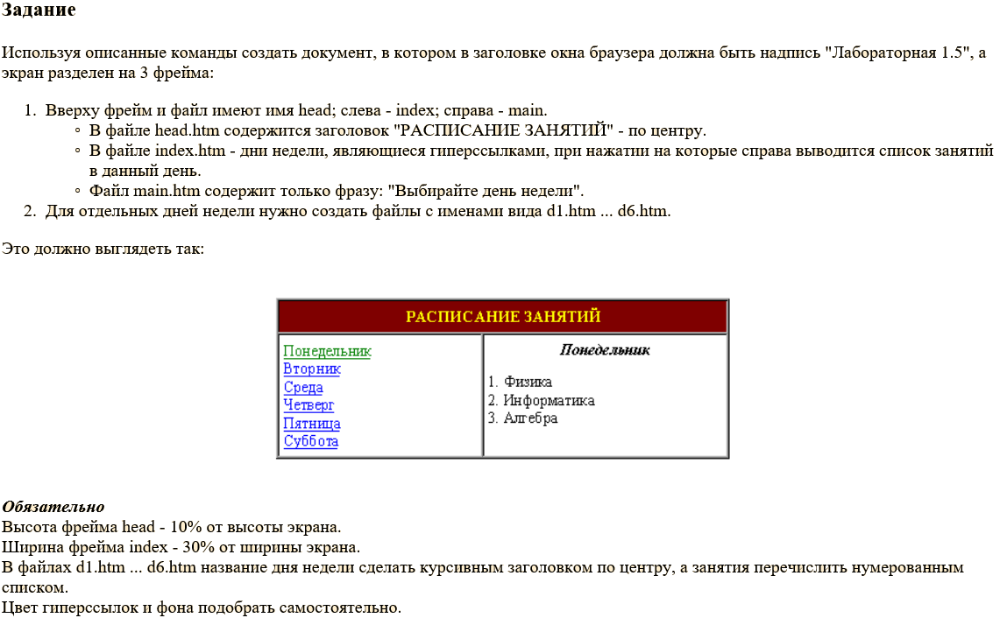 Задание
Используя описанные команды создать документ, в котором в заголовке окна браузера должна быть надпись "Лабораторная 1.5", а
экран разделен на 3 фрейма:
1. Вверху фрейм и файл имеют имя head; слева - index; справа - main.
◦ В файле head.htm содержится заголовок "РАСПИСАНИЕ ЗАНЯТИЙ" - по центру.
◦ В файле index.htm - дни недели, являющиеся гиперссылками, при нажатии на которые справа выводится список занятий
в данный день.
◦ Файл main.htm содержит только фразу: "Выбирайте день недели".
2. Для отдельных дней недели нужно создать файлы с именами вида d1.htm ... d6.htm.
Это должно выглядеть так:
РАСПИСАНИЕ ЗАНЯТИЙ
Понедельник
Вторник
Среда
Четверг
Пятница
Суббота
Понедельник
1. Физика
2. Информатика
3. Алгебра
Обязательно
Высота фрейма head - 10% от высоты экрана.
Ширина фрейма index - 30% от ширины экрана.
В файлах d1.htm ... d6.htm название дня недели сделать курсивным заголовком по центру, а занятия перечислить нумерованным
списком.
Цвет гиперссылок и фона подобрать самостоятельно.